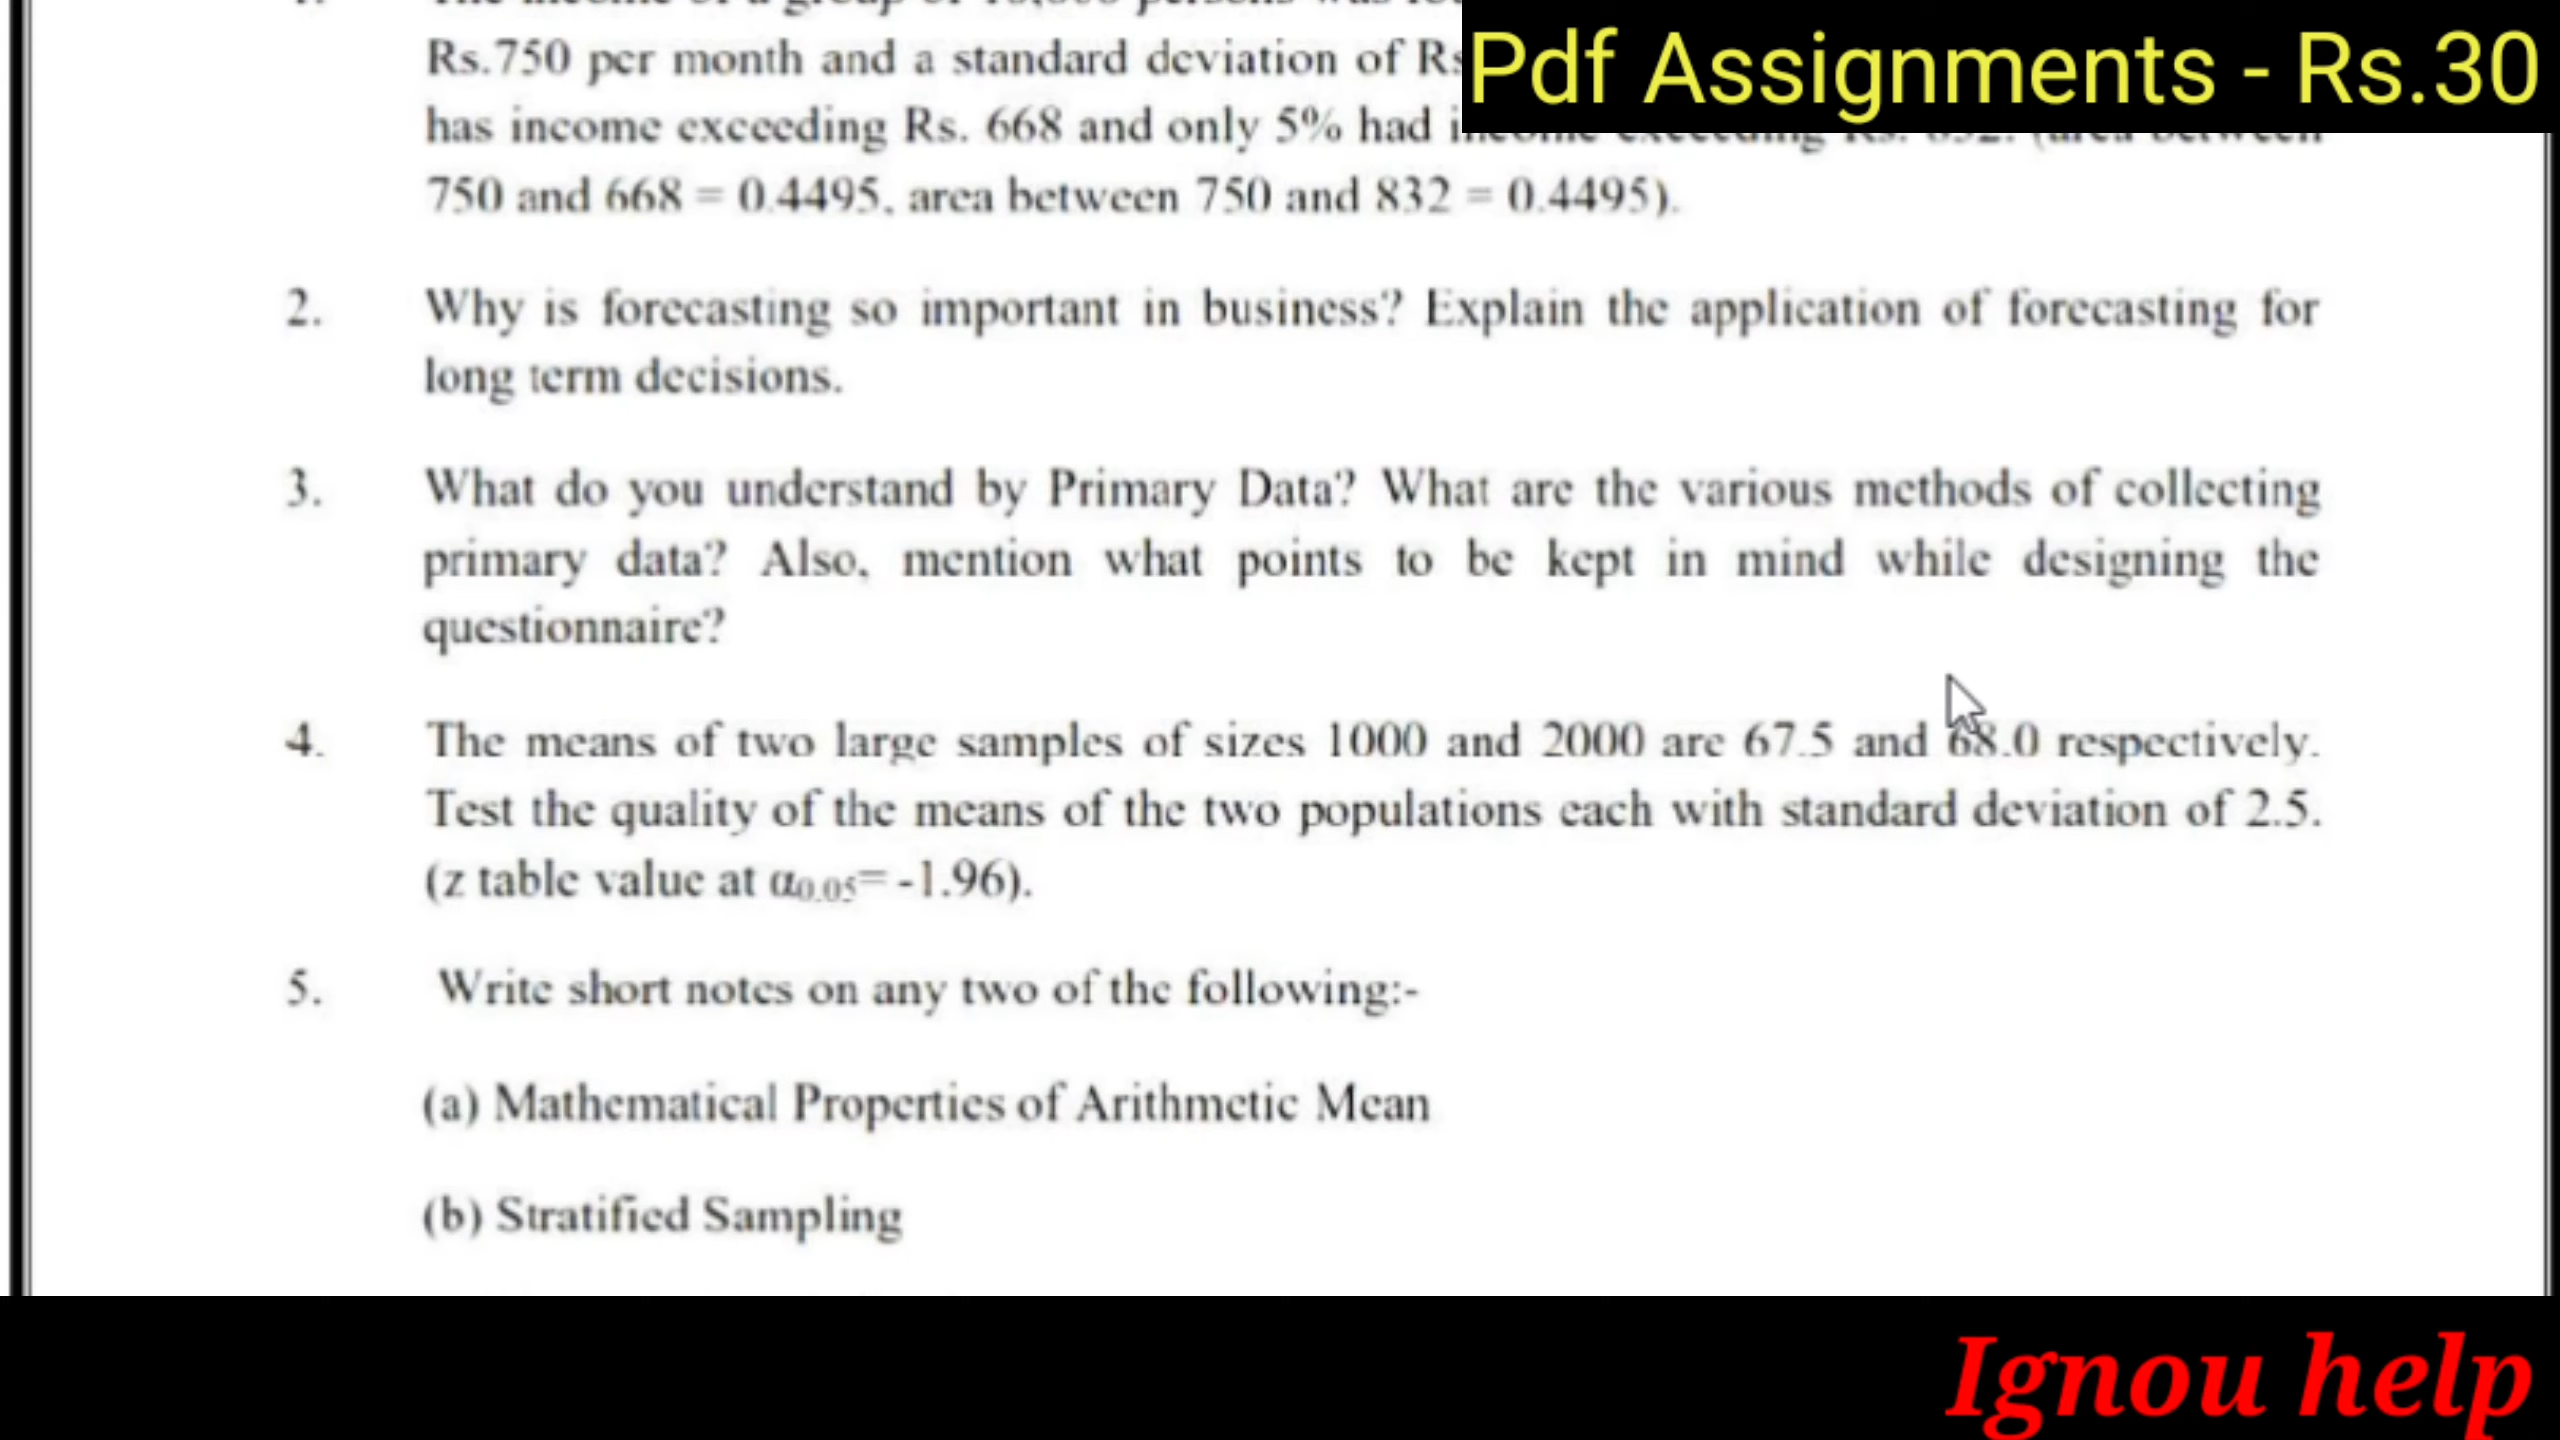 Pdf Assignments - Rs.30
Rs.750 per month and a standard deviation of Rs
has income exceeding Rs. 668 and only 5% had
750 and 668 = 0.4495, area between 750 and 832 = 0.4495).
2. Why is forecasting so important in business? Explain the application of forecasting for
long term decisions.
3. What do you understand by Primary Data? What are the various methods of collecting
primary data? Also, mention what points to be kept in mind while designing the
questionnaire?
4. The means of two large samples of sizes 1000 and 2000 are 67.5 and 68.0 respectively.
Test the quality of the means of the two populations each with standard deviation of 2.5.
(z table value at α0.05= -1.96).
5. Write short notes on any two of the following:-
(a) Mathematical Properties of Arithmetic Mean
(b) Stratified Sampling
Ignou help